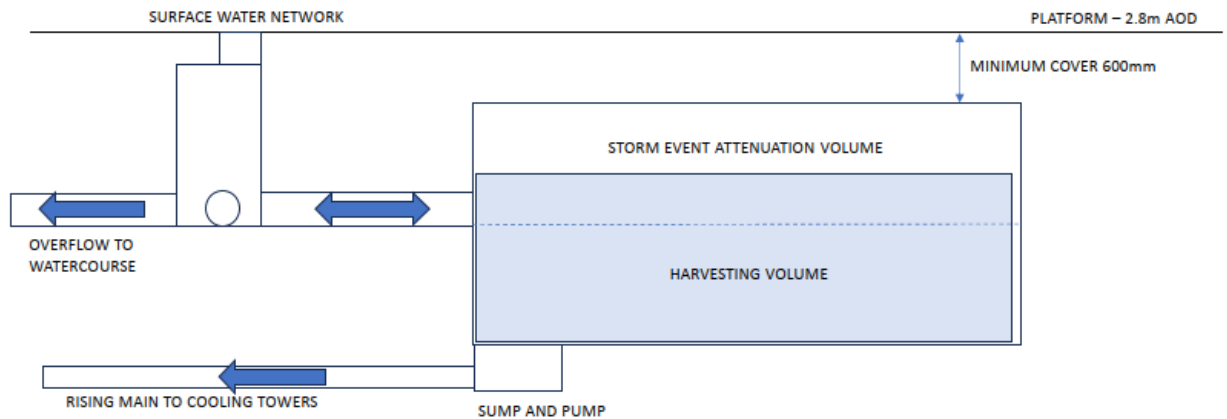 SURFACE WATER NETWORK
PLATFORM – 2.8m AOD
MINIMUM COVER 600mm
STORM EVENT ATTENUATION VOLUME
OVERFLOW TO
WATERCOURSE
HARVESTING VOLUME
RISING MAIN TO COOLING TOWERS
SUMP AND PUMP